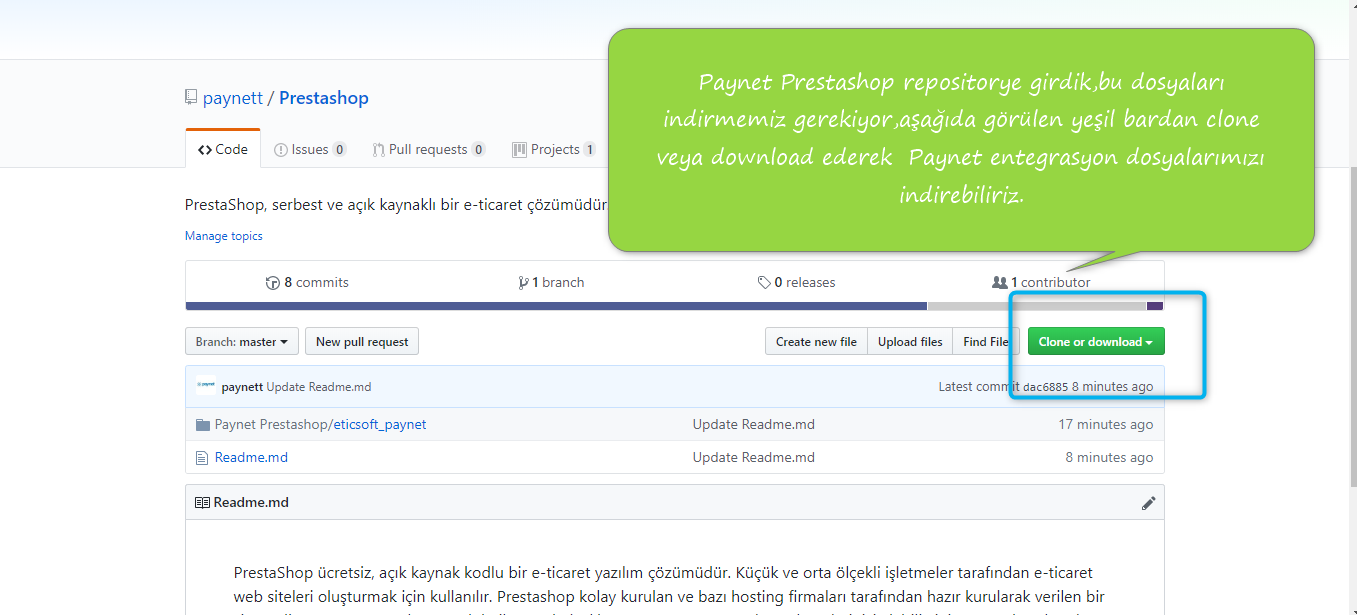 Paynet Prestashop repositorye girdik,bu dosyaları
indirmemiz gerekiyor,aşağıda görülen yeşil bardan clone
veya download ederek Paynet entegrasyon dosyalarımızı
indirebiliriz.
paynett / Prestashop
Code Issues 0 Pull requests 0 Projects 1
PrestaShop, serbest ve açık kaynaklı bir e-ticaret çözümüdür
Manage topics
8 commits 1 branch 0 releases 1 contributor
Branch: master New pull request Create new file Upload files Find File Clone or download
paynett Update Readme.md Latest commit dac6885 8 minutes ago
Paynet Prestashop/eticsoft_paynet Update Readme.md 17 minutes ago
Readme.md Update Readme.md 8 minutes ago
Readme.md
PrestaShop ücretsiz, açık kaynak kodlu bir e-ticaret yazılım çözümüdür. Küçük ve orta ölçekli işletmeler tarafından e-ticaret
web siteleri oluşturmak için kullanılır. Prestashop kolay kurulan ve bazı hosting firmaları tarafından hazır kurularak verilen bir